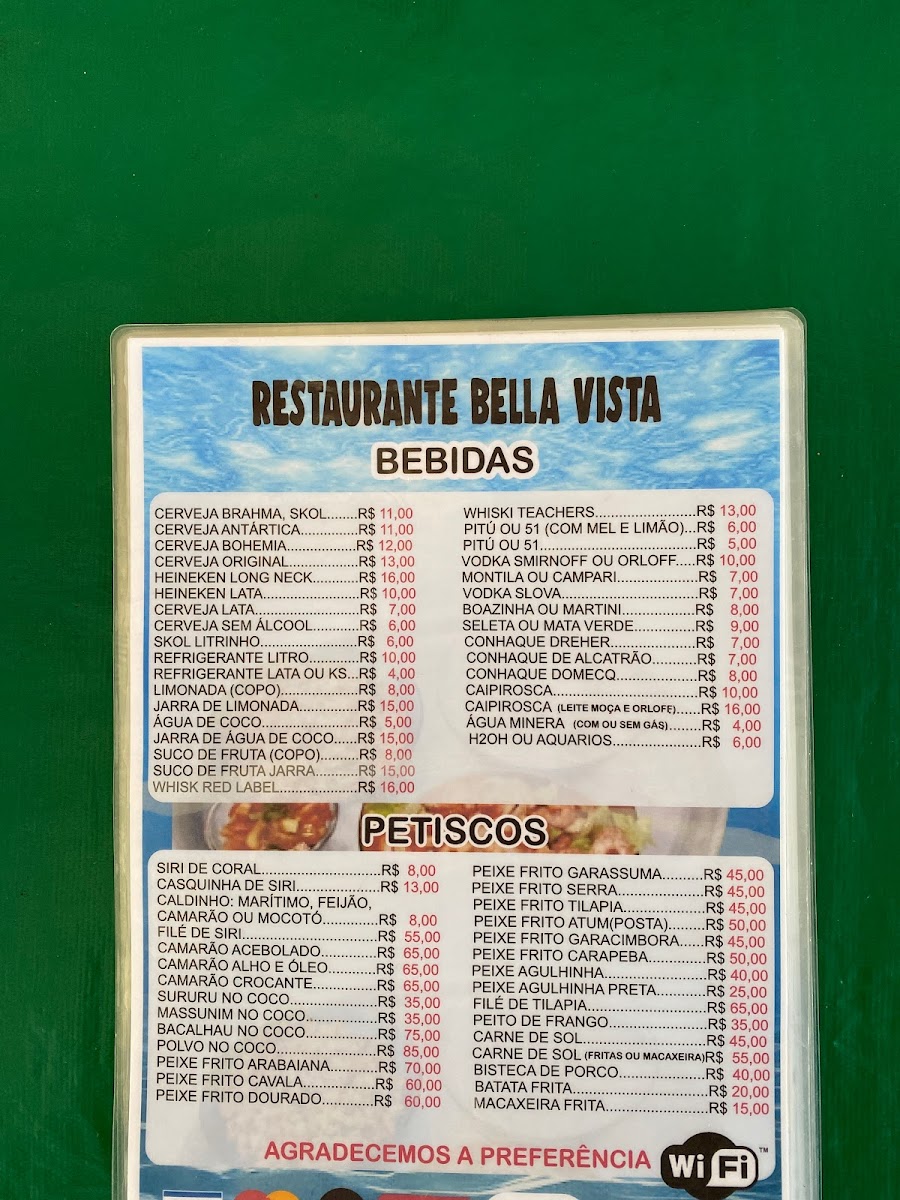 RESTAURANTE BELLA VISTA
BEBIDAS
CERVEJA BRAHMA, SKOL.......R$ 11,00
CERVEJA ANTÁRTICA..............R$ 11,00
CERVEJA BOHEMIA.................R$ 12,00
CERVEJA ORIGINAL.................R$ 13,00
HEINEKEN LONG NECK...........R$ 16,00
HEINEKEN LATA.......................R$ 10,00
CERVEJA LATA.........................R$ 7,00
CERVEJA SEM ÁLCOOL...........R$ 6,00
SKOL LITRINHO........................R$ 6,00
REFRIGERANTE LITRO............R$ 10,00
REFRIGERANTE LATA OU KS...R$ 4,00
LIMONADA (COPO)...................R$ 8,00
JARRA DE LIMONADA..............R$ 15,00
ÁGUA DE COCO.......................R$ 5,00
JARRA DE ÁGUA DE COCO......R$ 15,00
SUCO DE FRUTA (COPO).........R$ 8,00
SUCO DE FRUTA JARRA..........R$ 15,00
WHISK RED LABEL...................R$ 16,00
WHISKI TEACHERS.........................R$ 13,00
PITÚ OU 51 (COM MEL E LIMÃO)...R$ 6,00
PITÚ OU 51.......................................R$ 5,00
VODKA SMIRNOFF OU ORLOFF.....R$ 10,00
MONTILA OU CAMPARI....................R$ 7,00
VODKA SLOVA..................................R$ 7,00
BOAZINHA OU MARTINI...................R$ 8,00
SELETA OU MATA VERDE................R$ 9,00
CONHAQUE DREHER......................R$ 7,00
CONHAQUE DE ALCATRÃO...........R$ 7,00
CONHAQUE DOMECQ....................R$ 8,00
CAIPIROSCA....................................R$ 10,00
CAIPIROSCA (LEITE MOÇA E ORLOFF)......R$ 16,00
ÁGUA MINERA (COM OU SEM GÁS)........R$ 4,00
H2OH OU AQUARIOS......................R$ 6,00
PETISCOS
SIRI DE CORAL.............................R$ 8,00
CASQUINHA DE SIRI....................R$ 13,00
CALDINHO: MARÍTIMO, FEIJÃO,
CAMARÃO OU MOCOTÓ..............R$ 8,00
FILÉ DE SIRI..................................R$ 55,00
CAMARÃO ACEBOLADO..............R$ 65,00
CAMARÃO ALHO E ÓLEO............R$ 65,00
CAMARÃO CROCANTE................R$ 65,00
SURURU NO COCO......................R$ 35,00
MASSUNIM NO COCO..................R$ 35,00
BACALHAU NO COCO..................R$ 75,00
POLVO NO COCO.........................R$ 85,00
PEIXE FRITO ARABAIANA............R$ 70,00
PEIXE FRITO CAVALA..................R$ 60,00
PEIXE FRITO DOURADO.............R$ 60,00
PEIXE FRITO GARASSUMA..........R$ 45,00
PEIXE FRITO SERRA.....................R$ 45,00
PEIXE FRITO TILAPIA....................R$ 45,00
PEIXE FRITO ATUM(POSTA).........R$ 50,00
PEIXE FRITO GARACIMBORA......R$ 45,00
PEIXE FRITO CARAPEBA..............R$ 50,00
PEIXE AGULHINHA.........................R$ 40,00
PEIXE AGULHINHA PRETA............R$ 25,00
FILÉ DE TILAPIA.............................R$ 65,00
PEITO DE FRANGO........................R$ 35,00
CARNE DE SOL..............................R$ 45,00
CARNE DE SOL (FRITAS OU MACAXEIRA)R$ 55,00
BISTECA DE PORCO.....................R$ 40,00
BATATA FRITA.................................R$ 20,00
MACAXEIRA FRITA.........................R$ 15,00
AGRADECEMOS A PREFERÊNCIA
Wi Fi ™